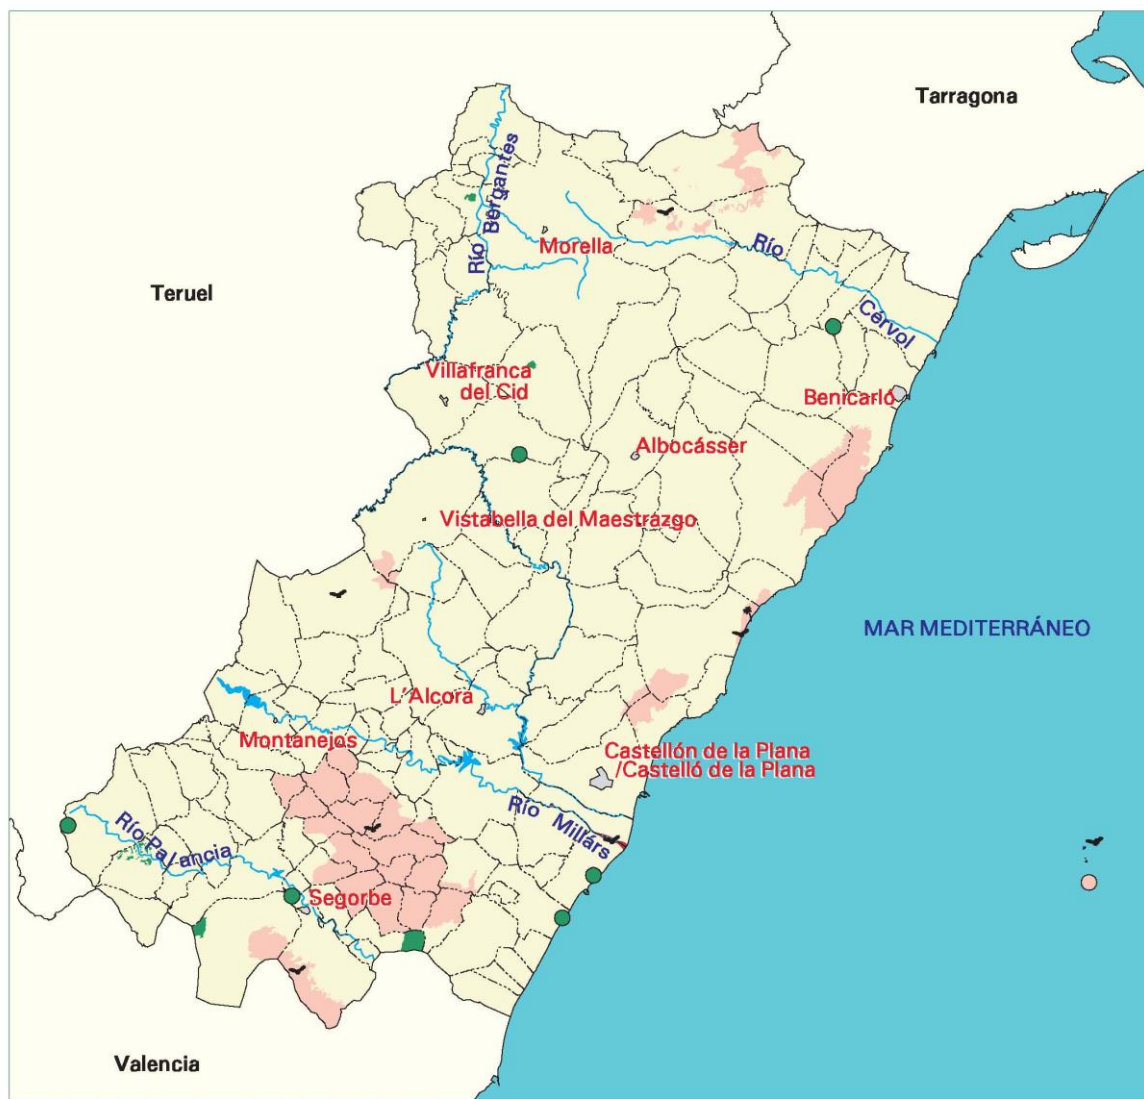 Tarragona
Río Bergantes
Morella
Río Cérvol
Teruel
Villafranca
del Cid
Benicarló
Albocásser
Vistabella del Maestrazgo
MAR MEDITERRÁNEO
L'Alcora
Montanejos
Castellón de la Plana
/Castelló de la Plana
Río Millárs
Río PaLancia
Segorbe
Valencia